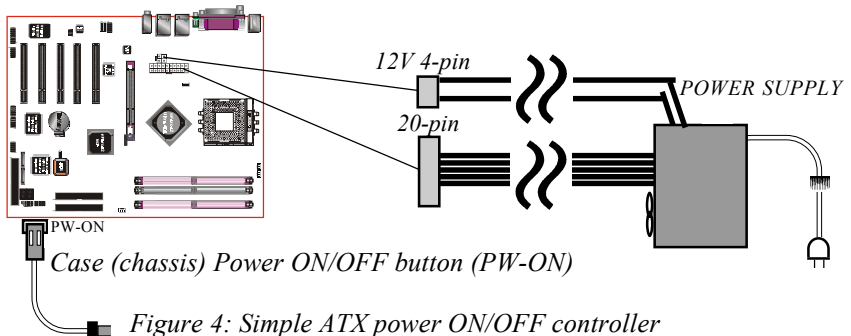 12V 4-pin
POWER SUPPLY
20-pin
PW-ON
Case (chassis) Power ON/OFF button (PW-ON)
Figure 4: Simple ATX power ON/OFF controller